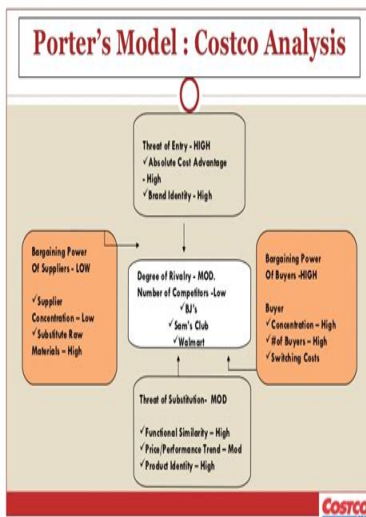 Porter's Model : Costco Analysis
Threat of Entry - HIGH
✓Absolute Cost Advantage
- High
✓Brand Identity - High
Bargaining Power
Of Suppliers - LOW
✓Supplier
Concentration – Low
✓Substitute Raw
Materials – High
Degree of Rivalry - MOD.
Number of Competitors -Low
✓BJ's
✓Sam's Club
✓Walmart
Bargaining Power
Of Buyers -HIGH
Buyer
✓Concentration – High
✓#of Buyers – High
✓Switching Costs
Threat of Substitution- MOD
✓Functional Similarity – High
✓Price/Performance Trend – Mod
✓Product Identity – High
COSTCO